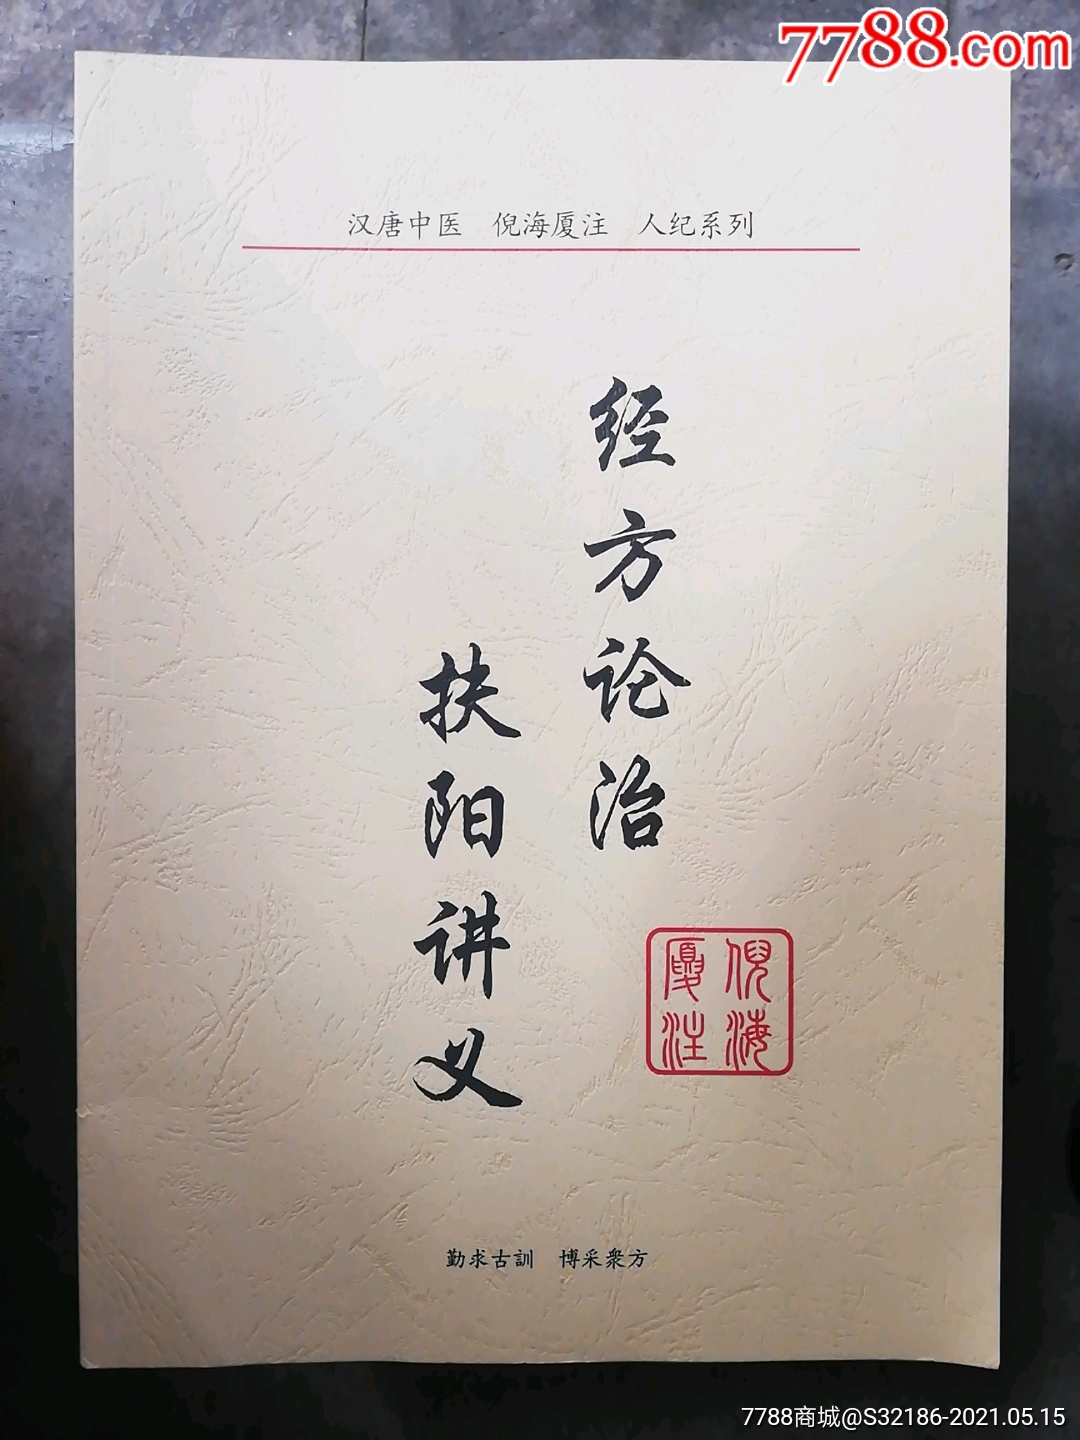 7788.com
汉唐中医 倪海厦注 人纪系列
经方论治
扶阳讲义
倪海
厦注
勤求古訓 博采衆方
7788商城@S32186-2021.05.15